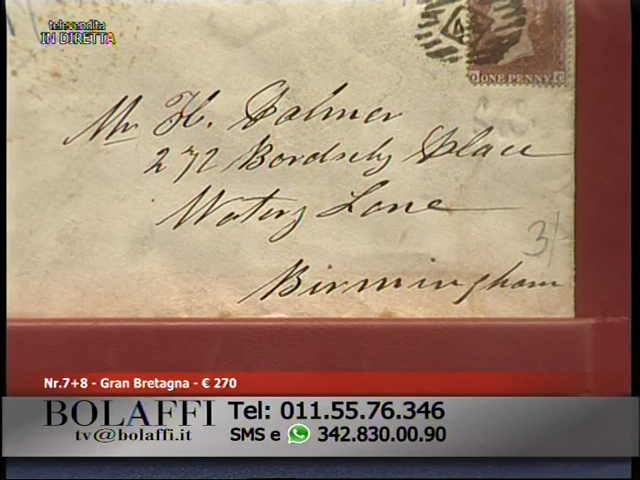 televendita
IN DIRETTA
ONE PENNY
Mr H. Palmer
272 Bordsely Place
Watery Lane
3/
Birmingham
Nr.7+8 - Gran Bretagna - € 270
BOLAFFI
tv@bolaffi.it
Tel: 011.55.76.346
SMS e 342.830.00.90